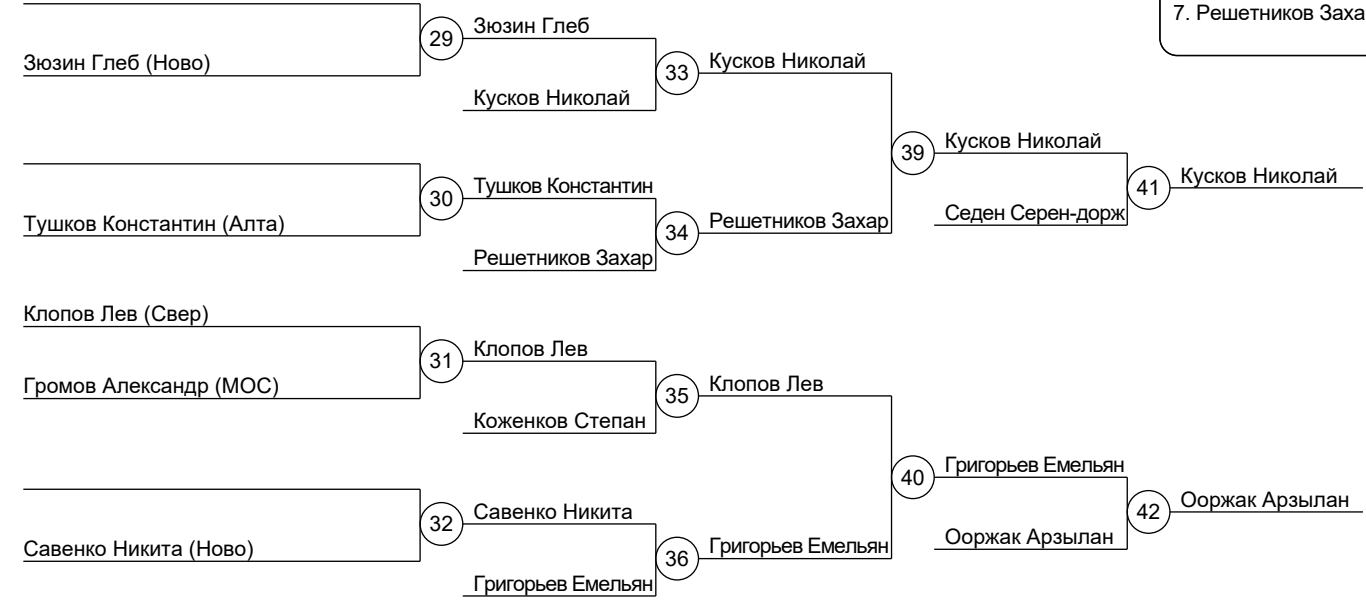 7. Решетников Заха
Зюзин Глеб (Ново)
29
Зюзин Глеб
Кусков Николай
33
Кусков Николай
Тушков Константин (Алта)
30
Тушков Константин
Решетников Захар
34
Решетников Захар
39
Кусков Николай
Седен Серен-дорж
41
Кусков Николай
Клопов Лев (Свер)
Громов Александр (МОС)
31
Клопов Лев
Коженков Степан
35
Клопов Лев
Савенко Никита (Ново)
32
Савенко Никита
Григорьев Емельян
36
Григорьев Емельян
40
Григорьев Емельян
Ооржак Арзылан
42
Ооржак Арзылан